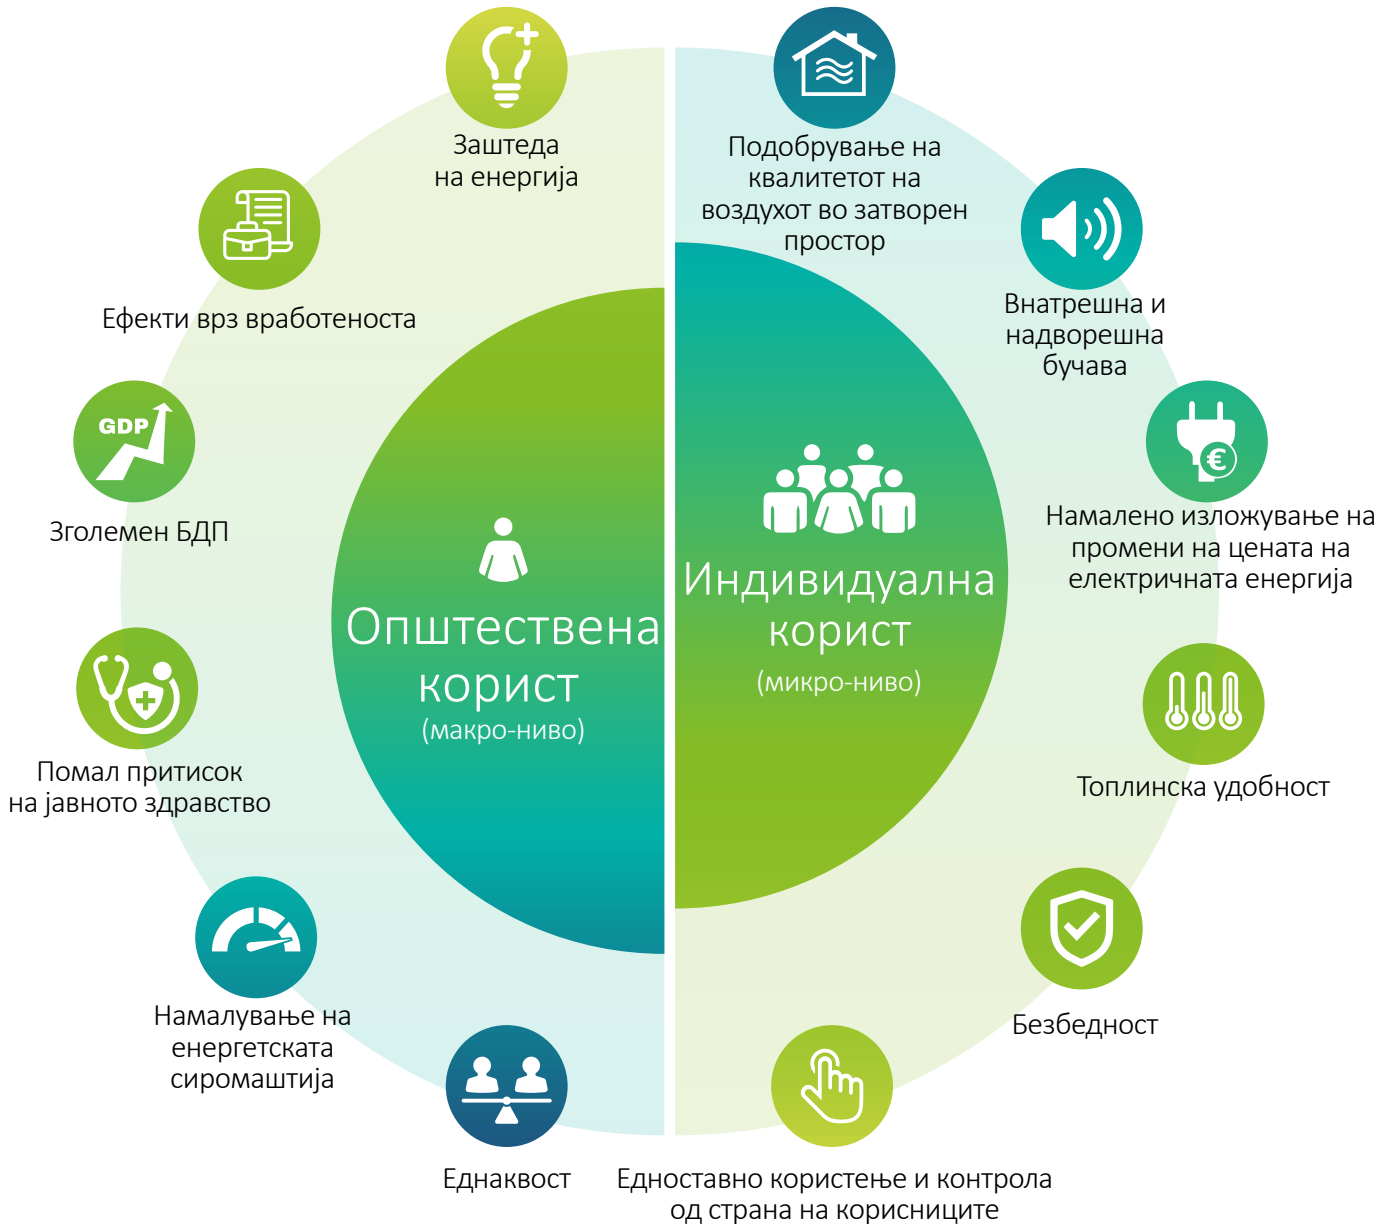 Заштеда
на енергија
Ефекти врз вработеноста
GDP
Зголемен БДП
Помал притисок
на јавното здравство
Намалување на
енергетската
сиромаштија
Еднаквост
Општествена
корист
(макро-ниво)
Индивидуална
корист
(микро-ниво)
Подобрување на
квалитетот на
воздухот во затворен
простор
Внатрешна и
надворешна
бучава
€
Намалено изложување на
промени на цената на
електричната енергија
Топлинска удобност
Безбедност
Едноставно користење и контрола
од страна на корисниците